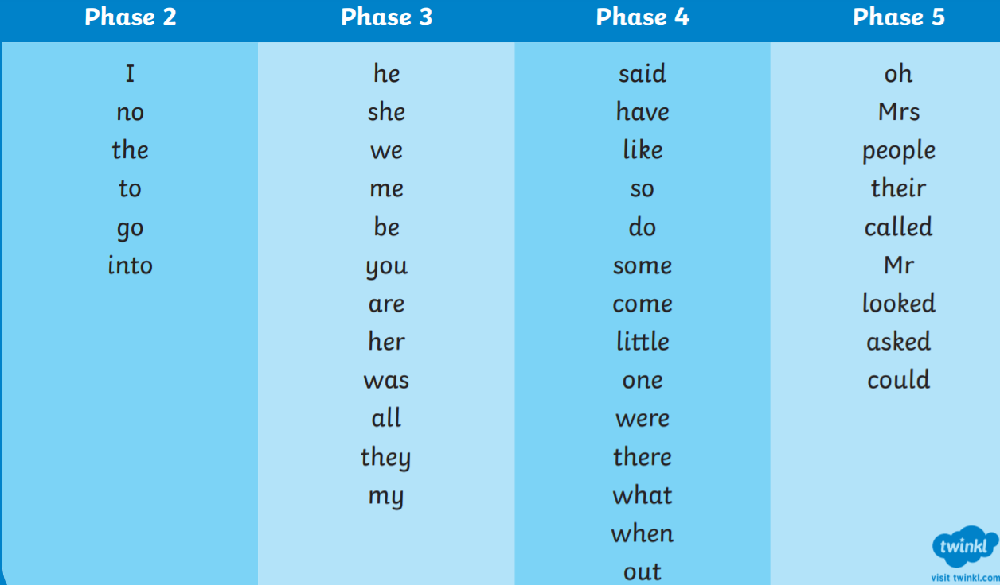 Phase 2 Phase 3 Phase 4 Phase 5
I he said oh
no she have Mrs
the we like people
to me so their
go be do called
into you some Mr
are come looked
her little asked
was one could
all were
they there
my what
when
out
twinkl
visit twinkl.com